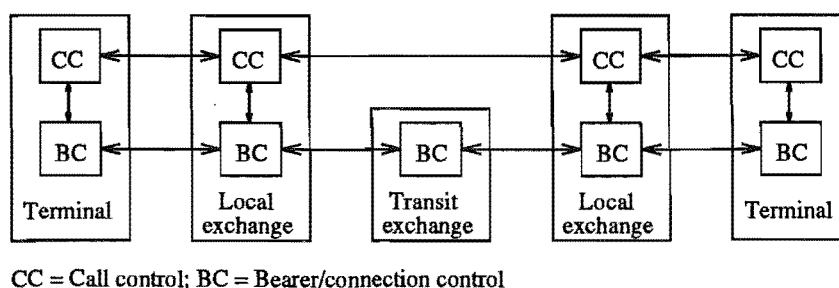 CC
CC
CC
CC
BC
BC
BC
BC
BC
Terminal
Local
exchange
Transit
exchange
Local
exchange
Terminal
CC = Call control; BC = Bearer/connection control